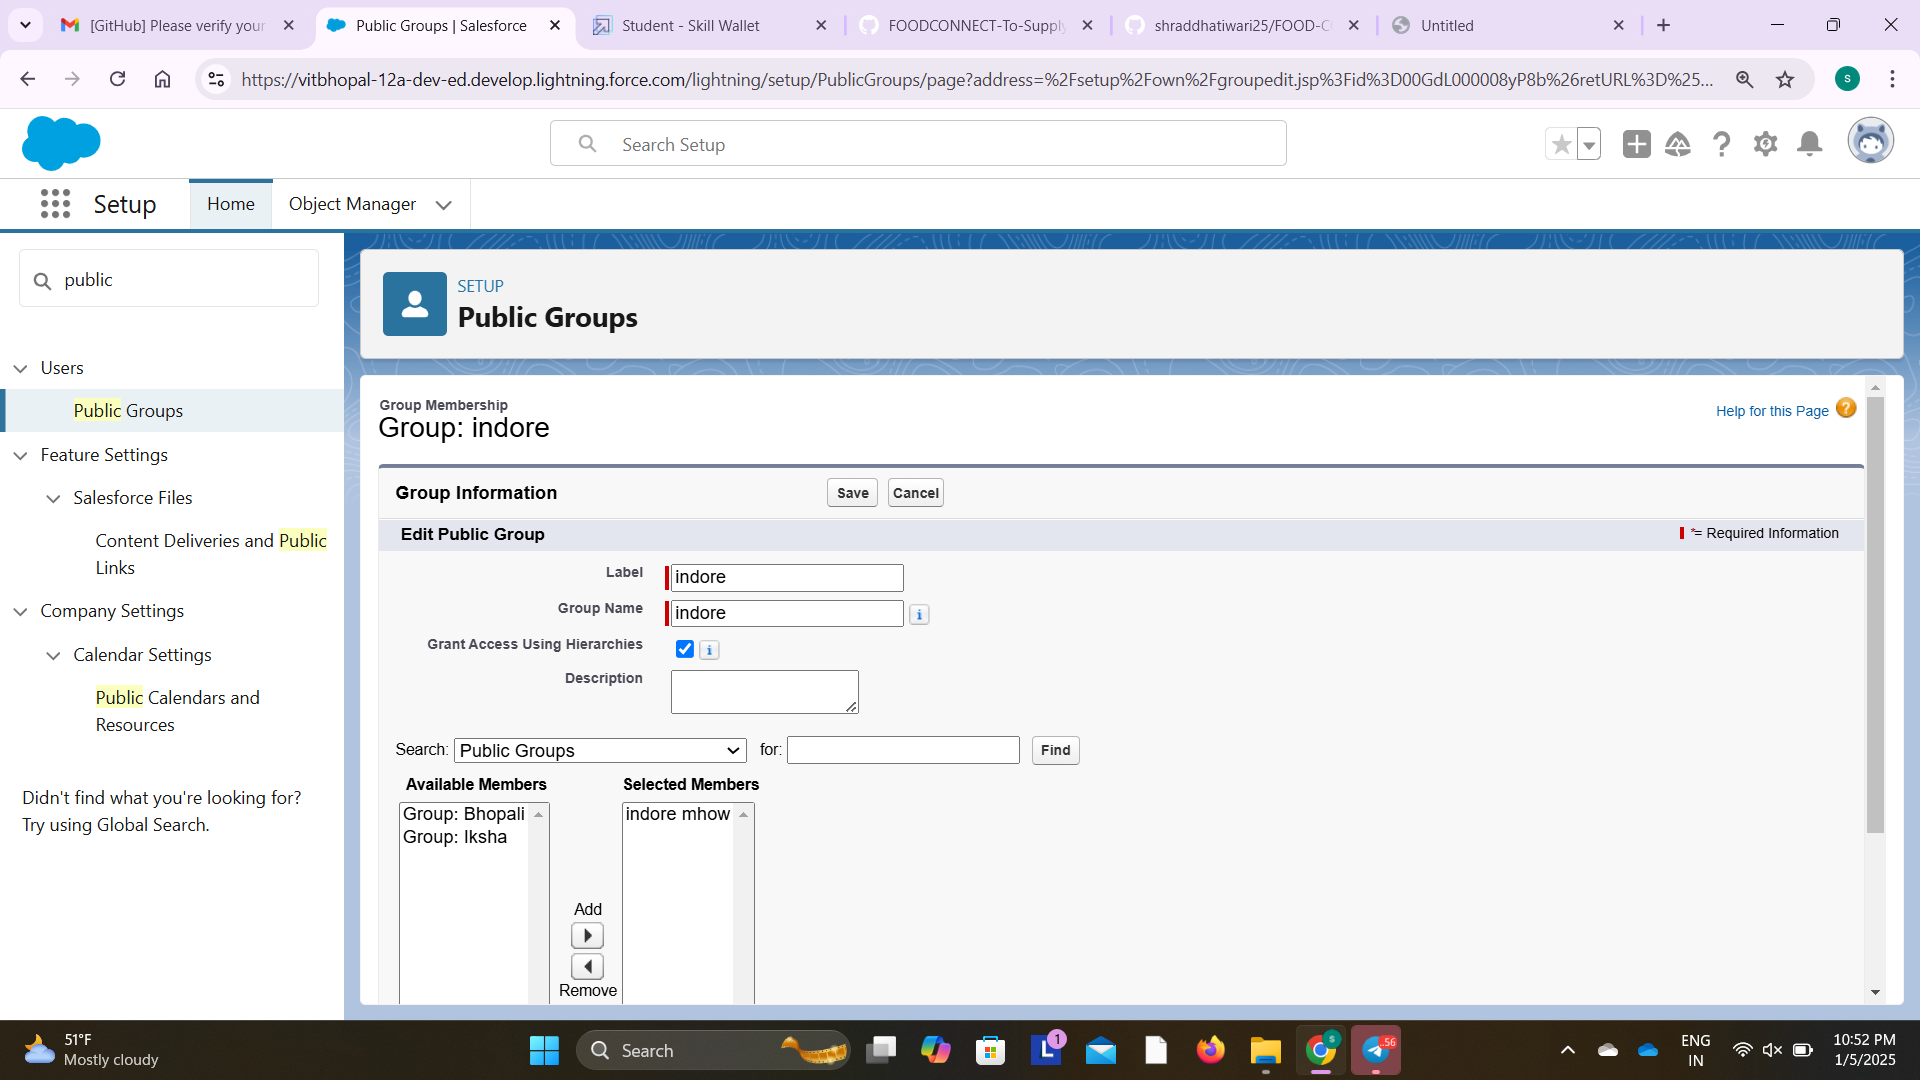 [GitHub] Please verify your
Public Groups | Salesforce
Student - Skill Wallet
FOODCONNECT-To-Supply
shraddhatiwari25/FOOD-C
Untitled
https://vitbhopal-12a-dev-ed.develop.lightning.force.com/lightning/setup/PublicGroups/page?address=%2Fsetup%2Fown%2Fgroupedit.jsp%3Fid%3D00GdL000008yP8b%26retURL%3D%25...
S
Search Setup
Setup
Home
Object Manager
public
Users
Public Groups
Feature Settings
Salesforce Files
Content Deliveries and Public
Links
Company Settings
Calendar Settings
Public Calendars and
Resources
Didn't find what you're looking for?
Try using Global Search.
SETUP
Public Groups
Group Membership
Group: indore
Help for this Page
Group Information
Save
Cancel
Edit Public Group
*= Required Information
Label
indore
Group Name
indore
Grant Access Using Hierarchies
Description
Search:
Public Groups
for:
Find
Available Members
Selected Members
Group: Bhopali
Group: Iksha
indore mhow
Add
Remove
51°F
Mostly cloudy
Search
1
S
..56
ENG
IN
10:52 PM
1/5/2025